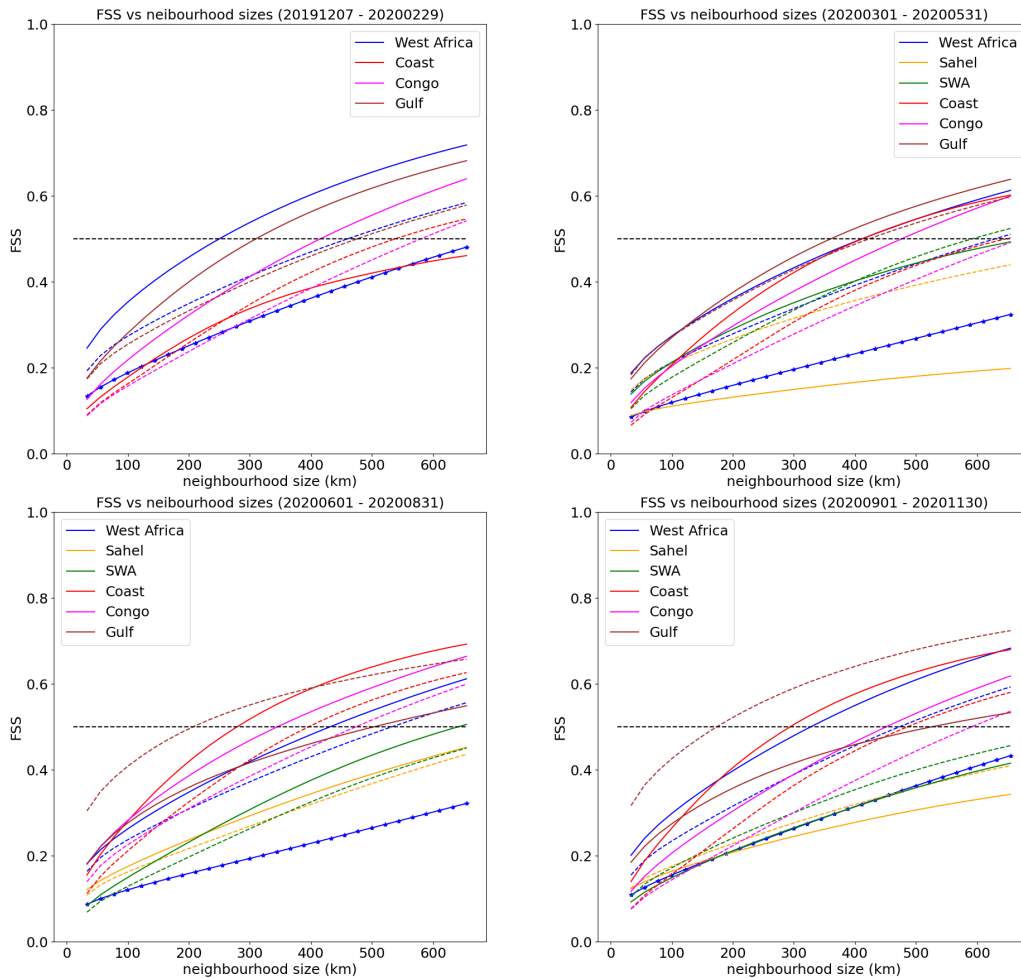 FSS vs neibourhood sizes (20191207 - 20200229)
1.0
0.8
0.6
0.4
0.2
0.0
FSS
West Africa
Coast
Congo
Gulf
0 100 200 300 400 500 600
neighbourhood size (km)
FSS vs neibourhood sizes (20200301 - 20200531)
1.0
0.8
0.6
0.4
0.2
0.0
FSS
West Africa
Sahel
SWA
Coast
Congo
Gulf
0 100 200 300 400 500 600
neighbourhood size (km)
FSS vs neibourhood sizes (20200601 - 20200831)
1.0
0.8
0.6
0.4
0.2
0.0
FSS
West Africa
Sahel
SWA
Coast
Congo
Gulf
0 100 200 300 400 500 600
neighbourhood size (km)
FSS vs neibourhood sizes (20200901 - 20201130)
1.0
0.8
0.6
0.4
0.2
0.0
FSS
West Africa
Sahel
SWA
Coast
Congo
Gulf
0 100 200 300 400 500 600
neighbourhood size (km)